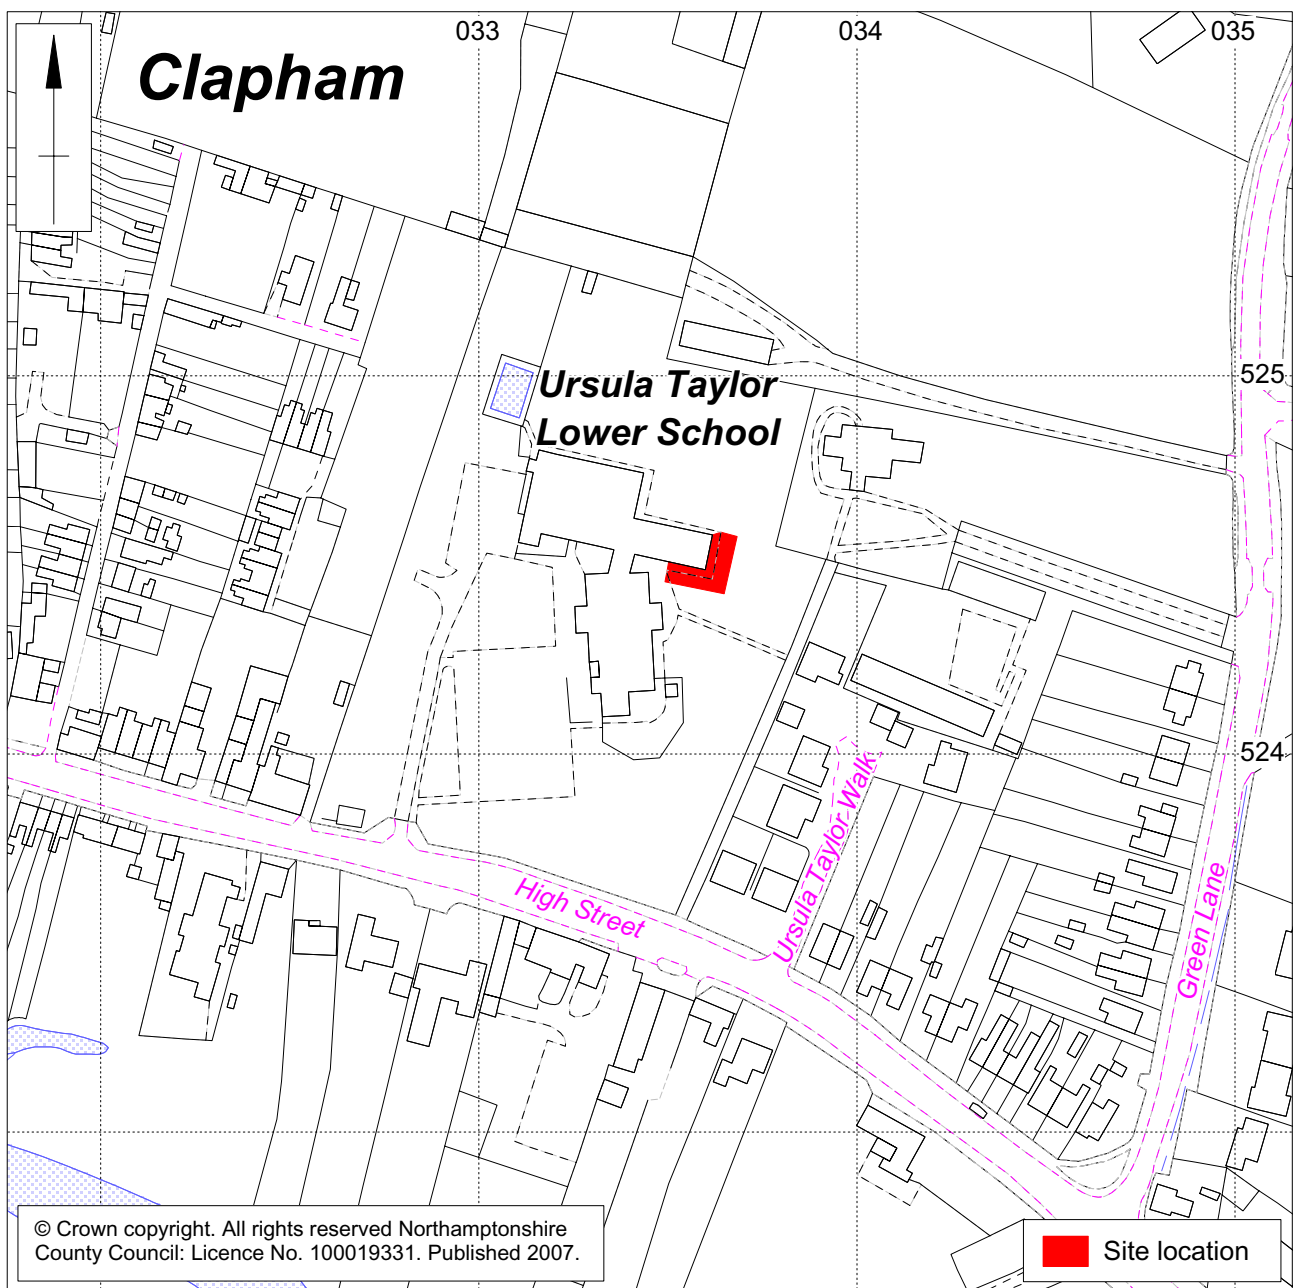 033
034
035
Clapham
525
Ursula Taylor
Lower School
524
Ursula Taylor Walk
High Street
Green Lane
© Crown copyright. All rights reserved Northamptonshire
County Council: Licence No. 100019331. Published 2007.
Site location